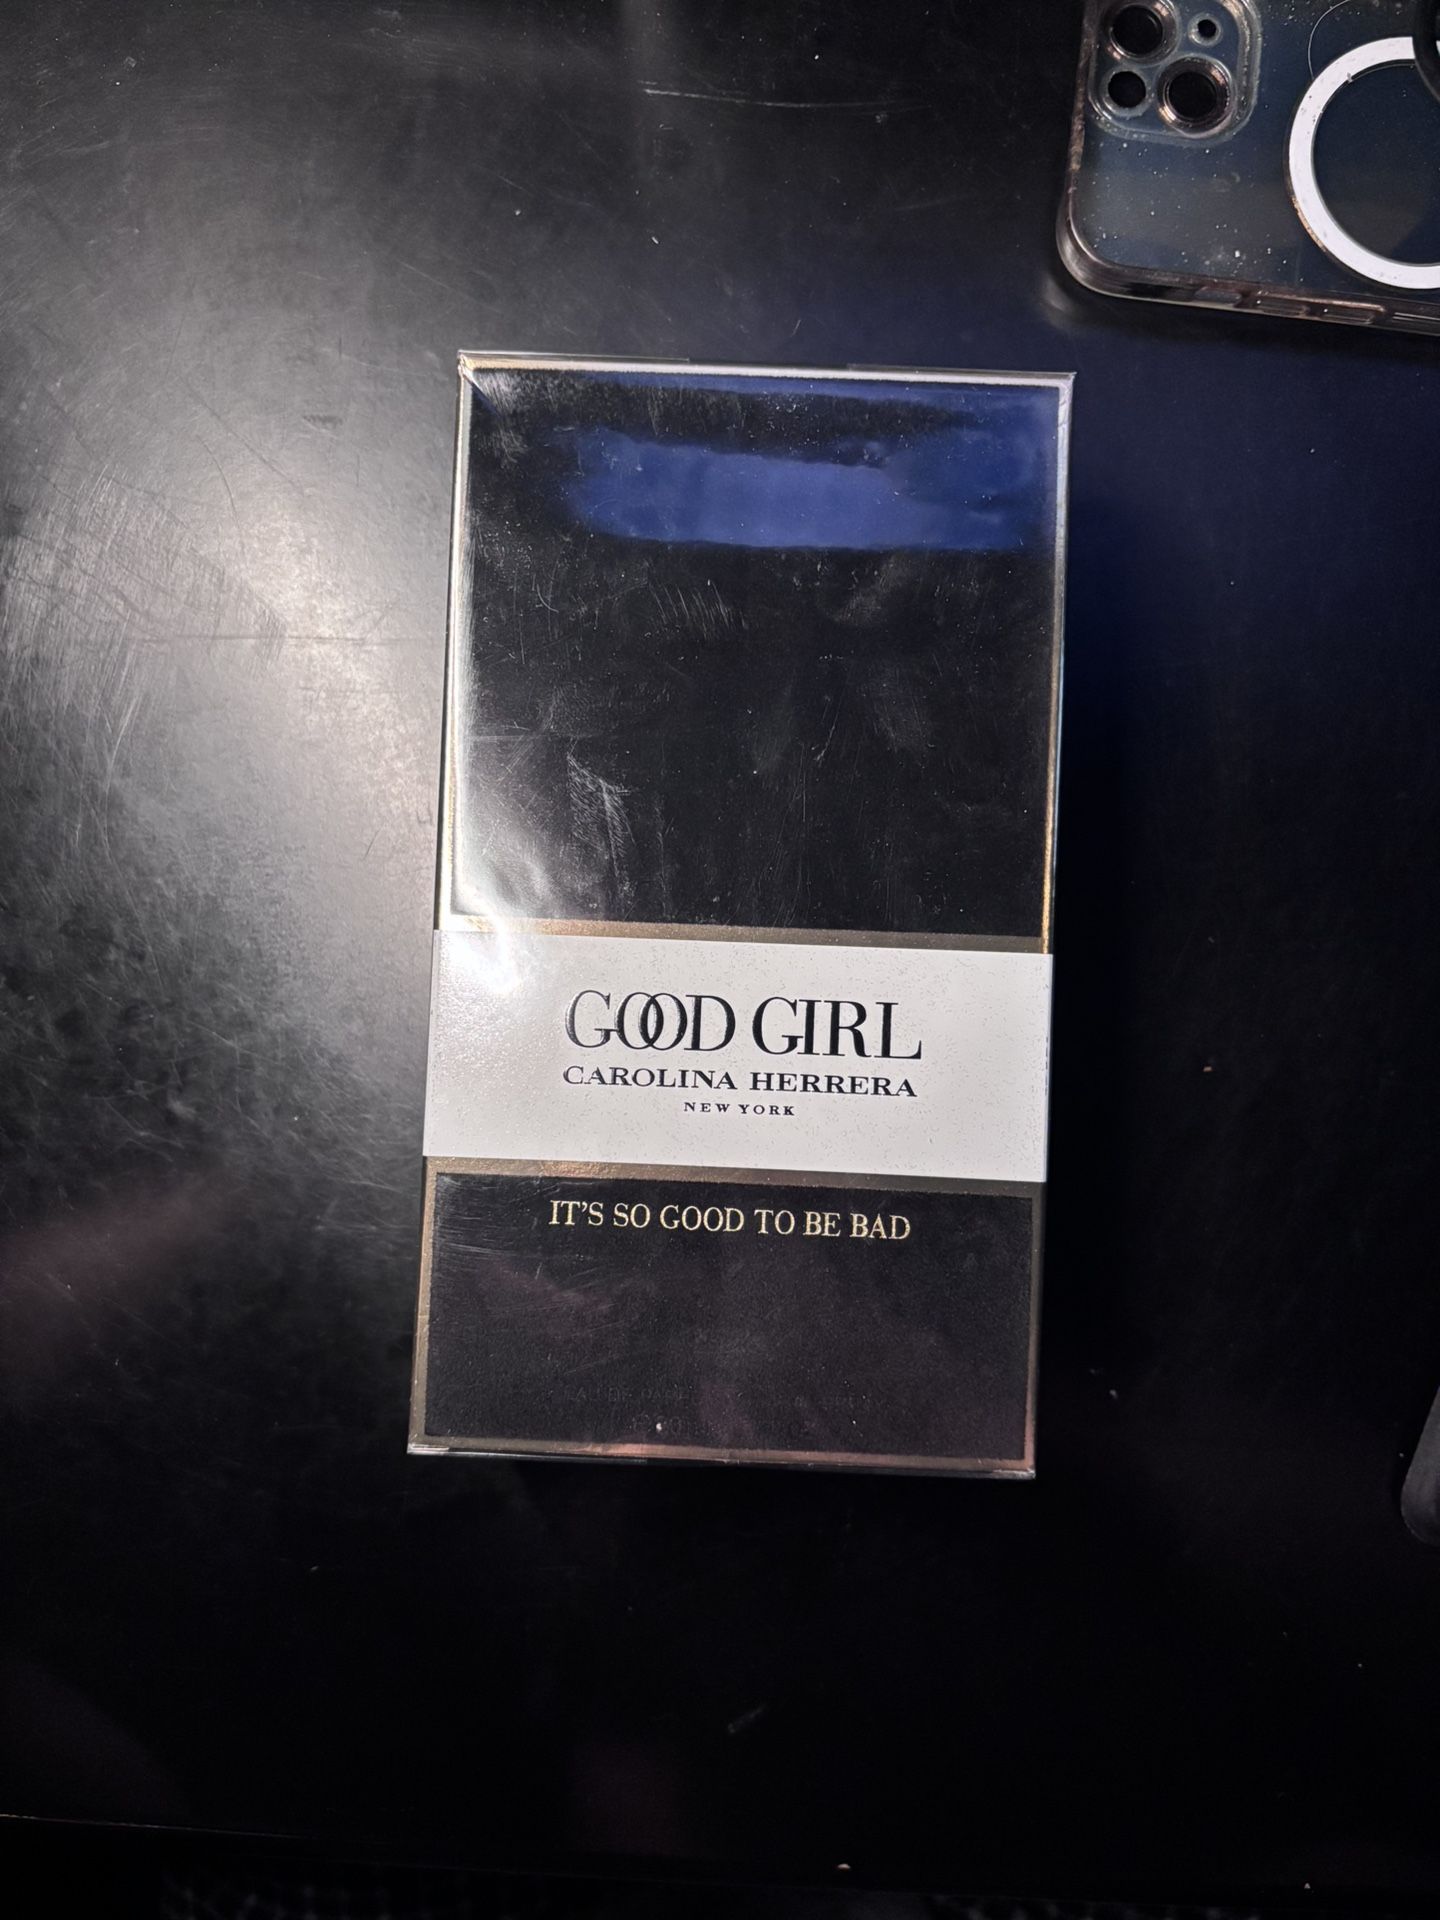 GOOD GIRL
CAROLINA HERRERA
NEW YORK
IT'S SO GOOD TO BE BAD